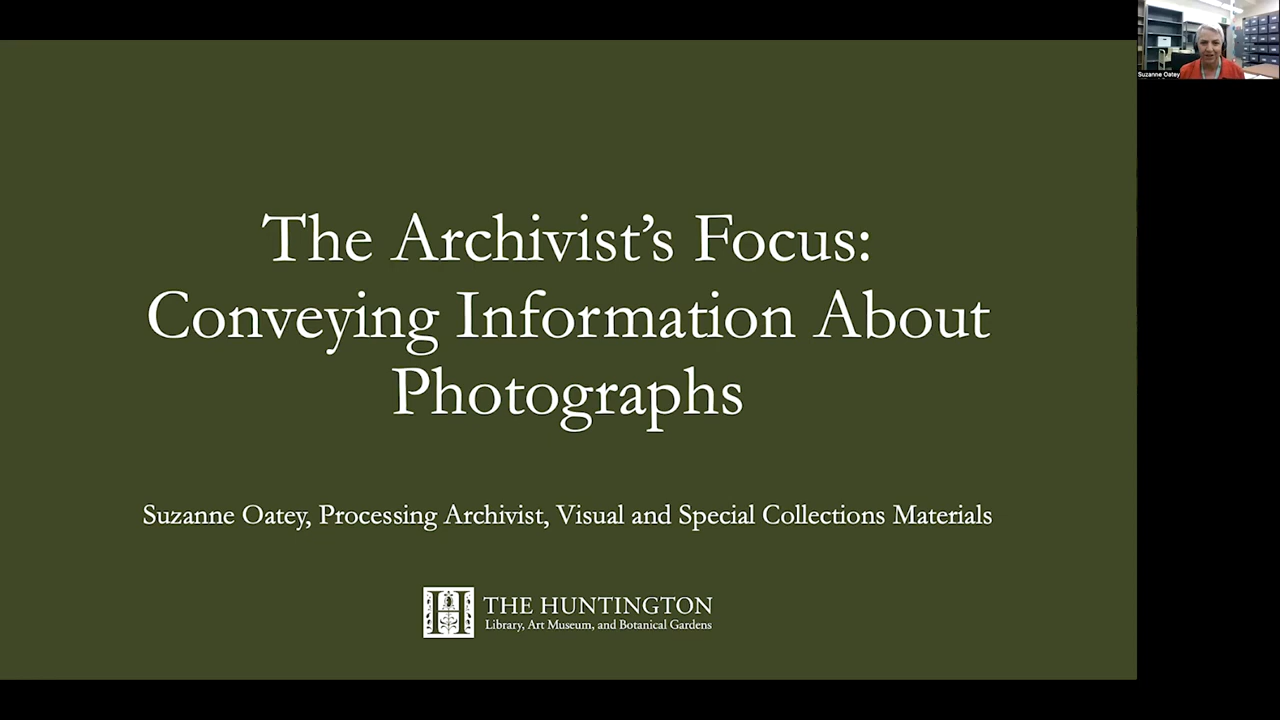 Suzanne Oatey
The Archivist’s Focus:
Conveying Information About
Photographs
Suzanne Oatey, Processing Archivist, Visual and Special Collections Materials
H
THE HUNTINGTON
Library, Art Museum, and Botanical Gardens